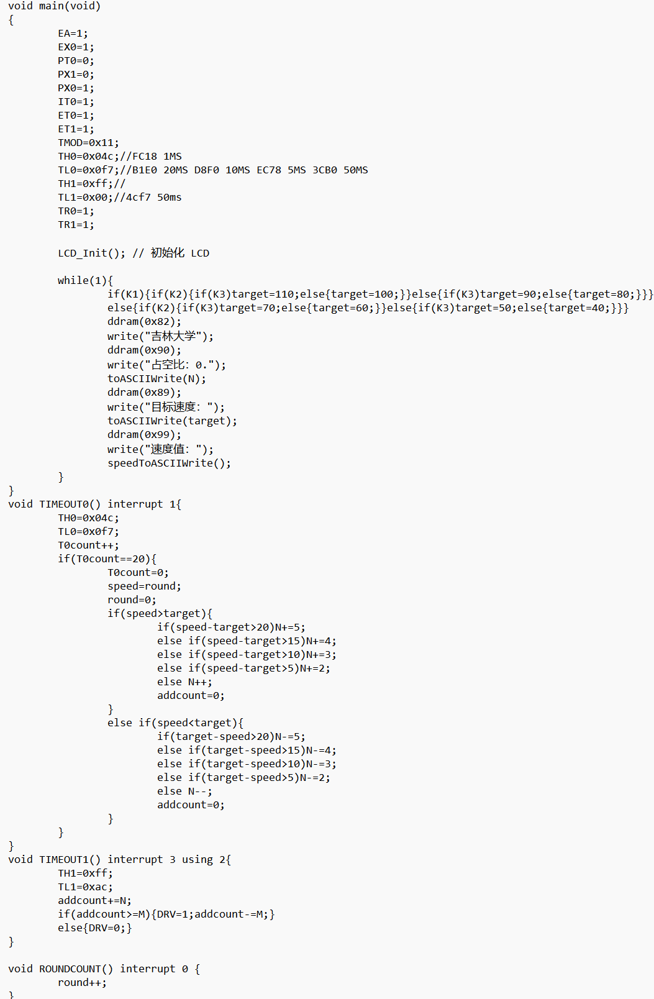 void main(void)
{
EA=1;
EX0=1;
PT0=0;
PX1=0;
PX0=1;
IT0=1;
ET0=1;
ET1=1;
TMOD=0x11;
TH0=0x04c;//FC18 1MS
TL0=0x0f7;//B1E0 20MS D8F0 10MS EC78 5MS 3CB0 50MS
TH1=0xff;//
TL1=0x00;//4cf7 50ms
TR0=1;
TR1=1;
LCD_Init(); // 初始化 LCD
while(1){
if(K1){if(K2){if(K3)target=110;else{target=100;}}else{if(K3)target=90;else{target=80;}}}
else{if(K2){if(K3)target=70;else{target=60;}}else{if(K3)target=50;else{target=40;}}}
ddram(0x82);
write("吉林大学");
ddram(0x90);
write("占空比：0.");
toASCIIWrite(N);
ddram(0x89);
write("目标速度：");
toASCIIWrite(target);
ddram(0x99);
write("速度值：");
speedToASCIIWrite();
}
}
void TIMEOUT0() interrupt 1{
TH0=0x04c;
TL0=0x0f7;
T0count++;
if(T0count==20){
T0count=0;
speed=round;
round=0;
if(speed>target){
if(speed-target>20)N+=5;
else if(speed-target>15)N+=4;
else if(speed-target>10)N+=3;
else if(speed-target>5)N+=2;
else N++;
addcount=0;
}
else if(speed<target){
if(target-speed>20)N-=5;
else if(target-speed>15)N-=4;
else if(target-speed>10)N-=3;
else if(target-speed>5)N-=2;
else N--;
addcount=0;
}
}
}
void TIMEOUT1() interrupt 3 using 2{
TH1=0xff;
TL1=0xac;
addcount+=N;
if(addcount>=M){DRV=1;addcount-=M;}
else{DRV=0;}
}
void ROUNDCOUNT() interrupt 0 {
round++;
}